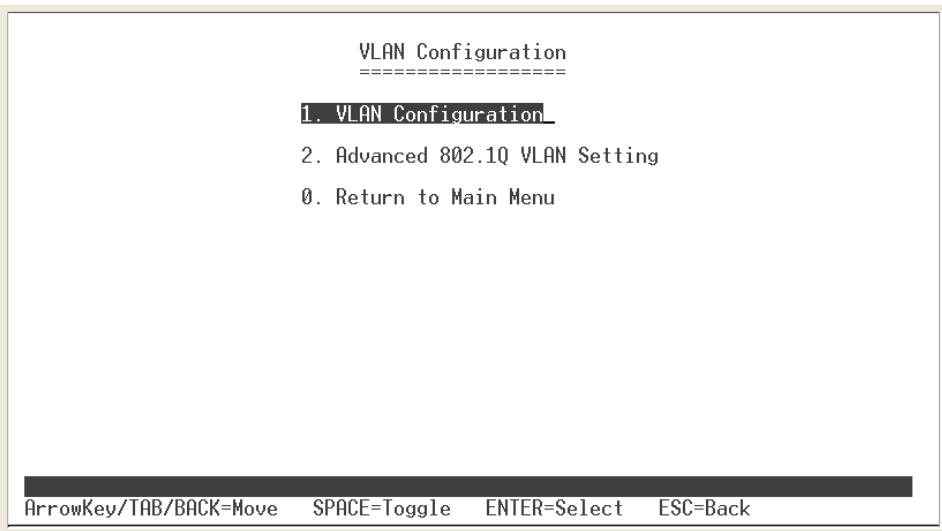 VLAN Configuration
==================
1. VLAN Configuration_
2. Advanced 802.1Q VLAN Setting
0. Return to Main Menu
ArrowKey/TAB/BACK=Move SPACE=Toggle ENTER=Select ESC=Back